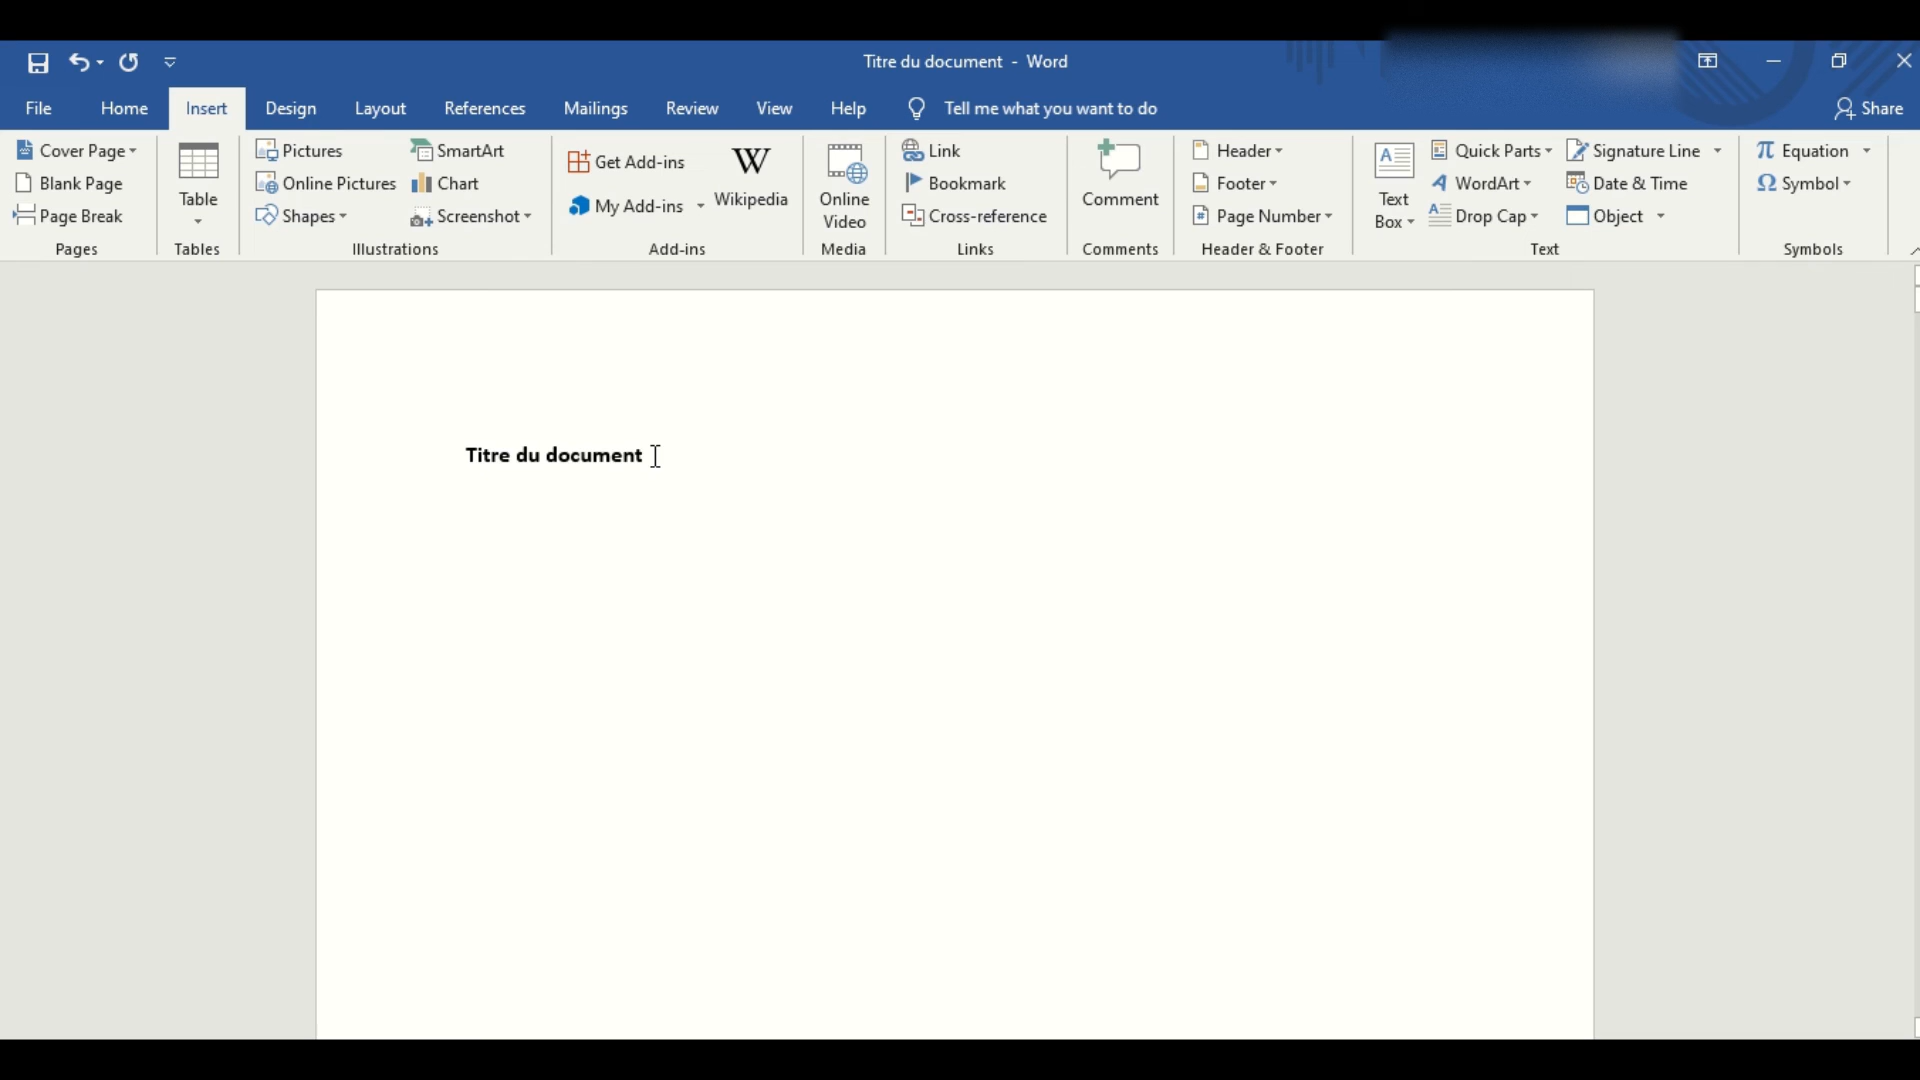 Titre du document - Word
File Home Insert Design Layout References Mailings Review View Help Tell me what you want to do Share
Cover Page
Blank Page
Page Break
Pages
Table
Tables
Pictures
Online Pictures
Shapes
SmartArt
Chart
Screenshot
Illustrations
Get Add-ins
My Add-ins
W
Wikipedia
Add-ins
Online
Video
Media
Link
Bookmark
Cross-reference
Links
Comment
Comments
Header
Footer
Page Number
Header & Footer
Text
Box
Quick Parts
WordArt
Drop Cap
Signature Line
Date & Time
Object
Text
π Equation
Ω Symbol
Symbols
Titre du document